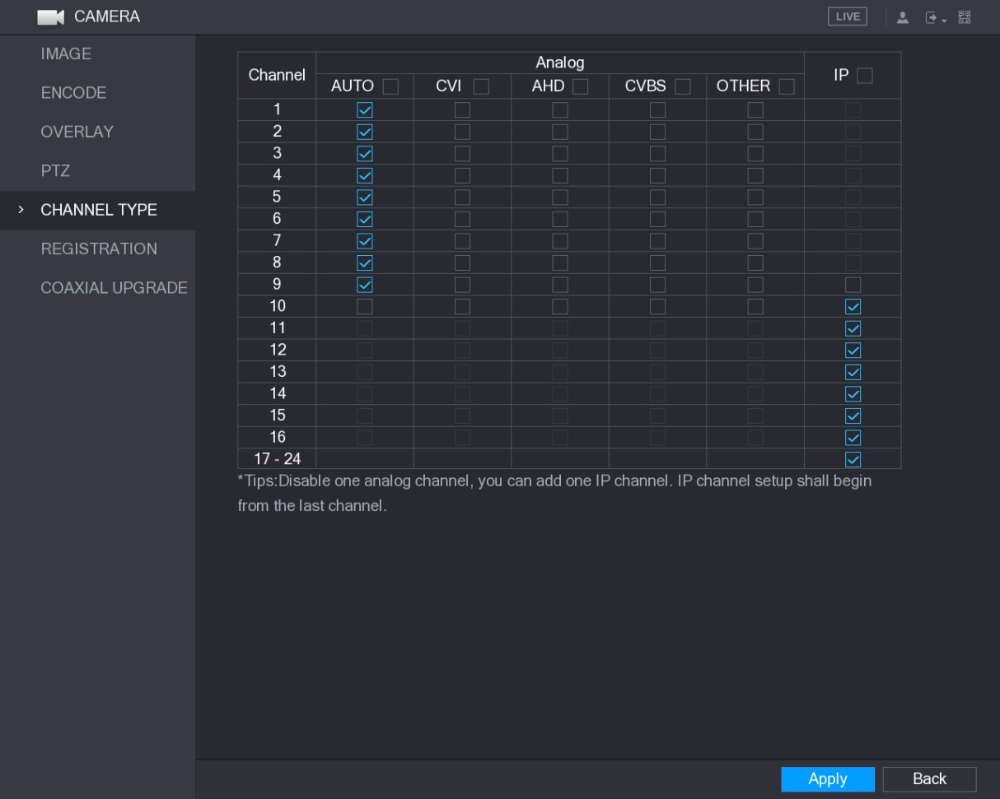 CAMERA LIVE
IMAGE
ENCODE
OVERLAY
PTZ
CHANNEL TYPE
REGISTRATION
COAXIAL UPGRADE
Channel Analog IP
AUTO CVI AHD CVBS OTHER
1
2
3
4
5
6
7
8
9
10
11
12
13
14
15
16
17 - 24
*Tips:Disable one analog channel, you can add one IP channel. IP channel setup shall begin
from the last channel.
Apply Back